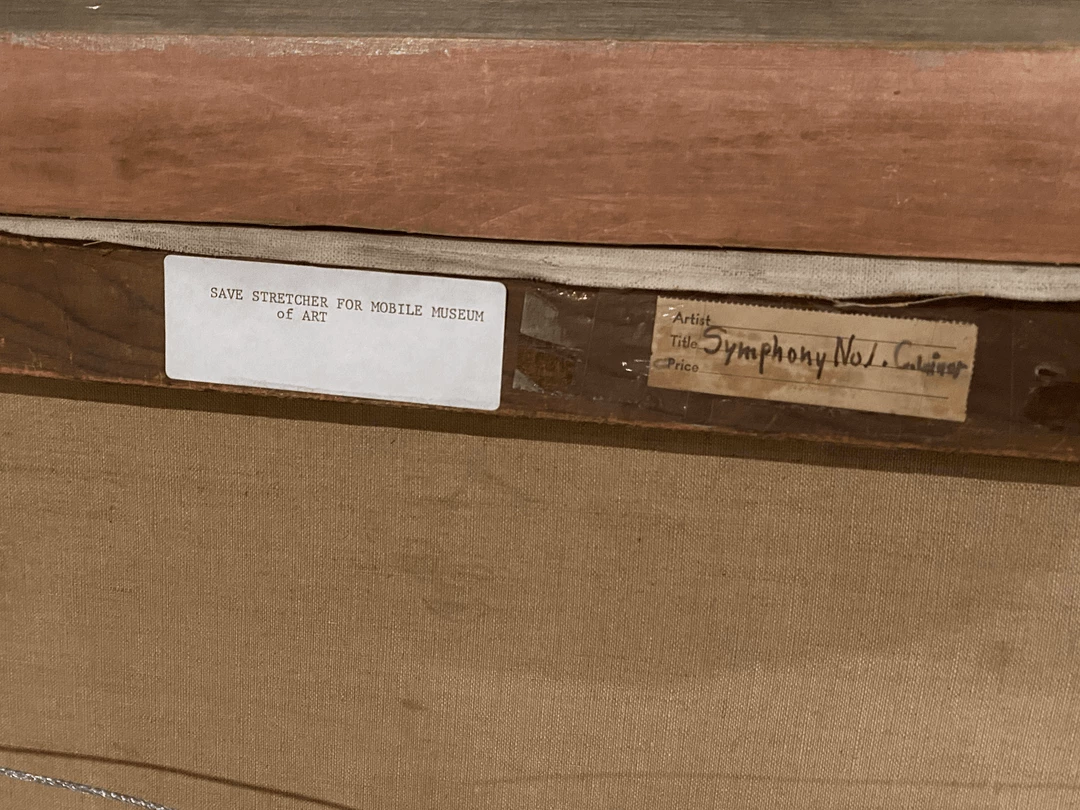 SAVE STRETCHER FOR MOBILE MUSEUM
of ART
Artist
Title Symphony No1.
Price